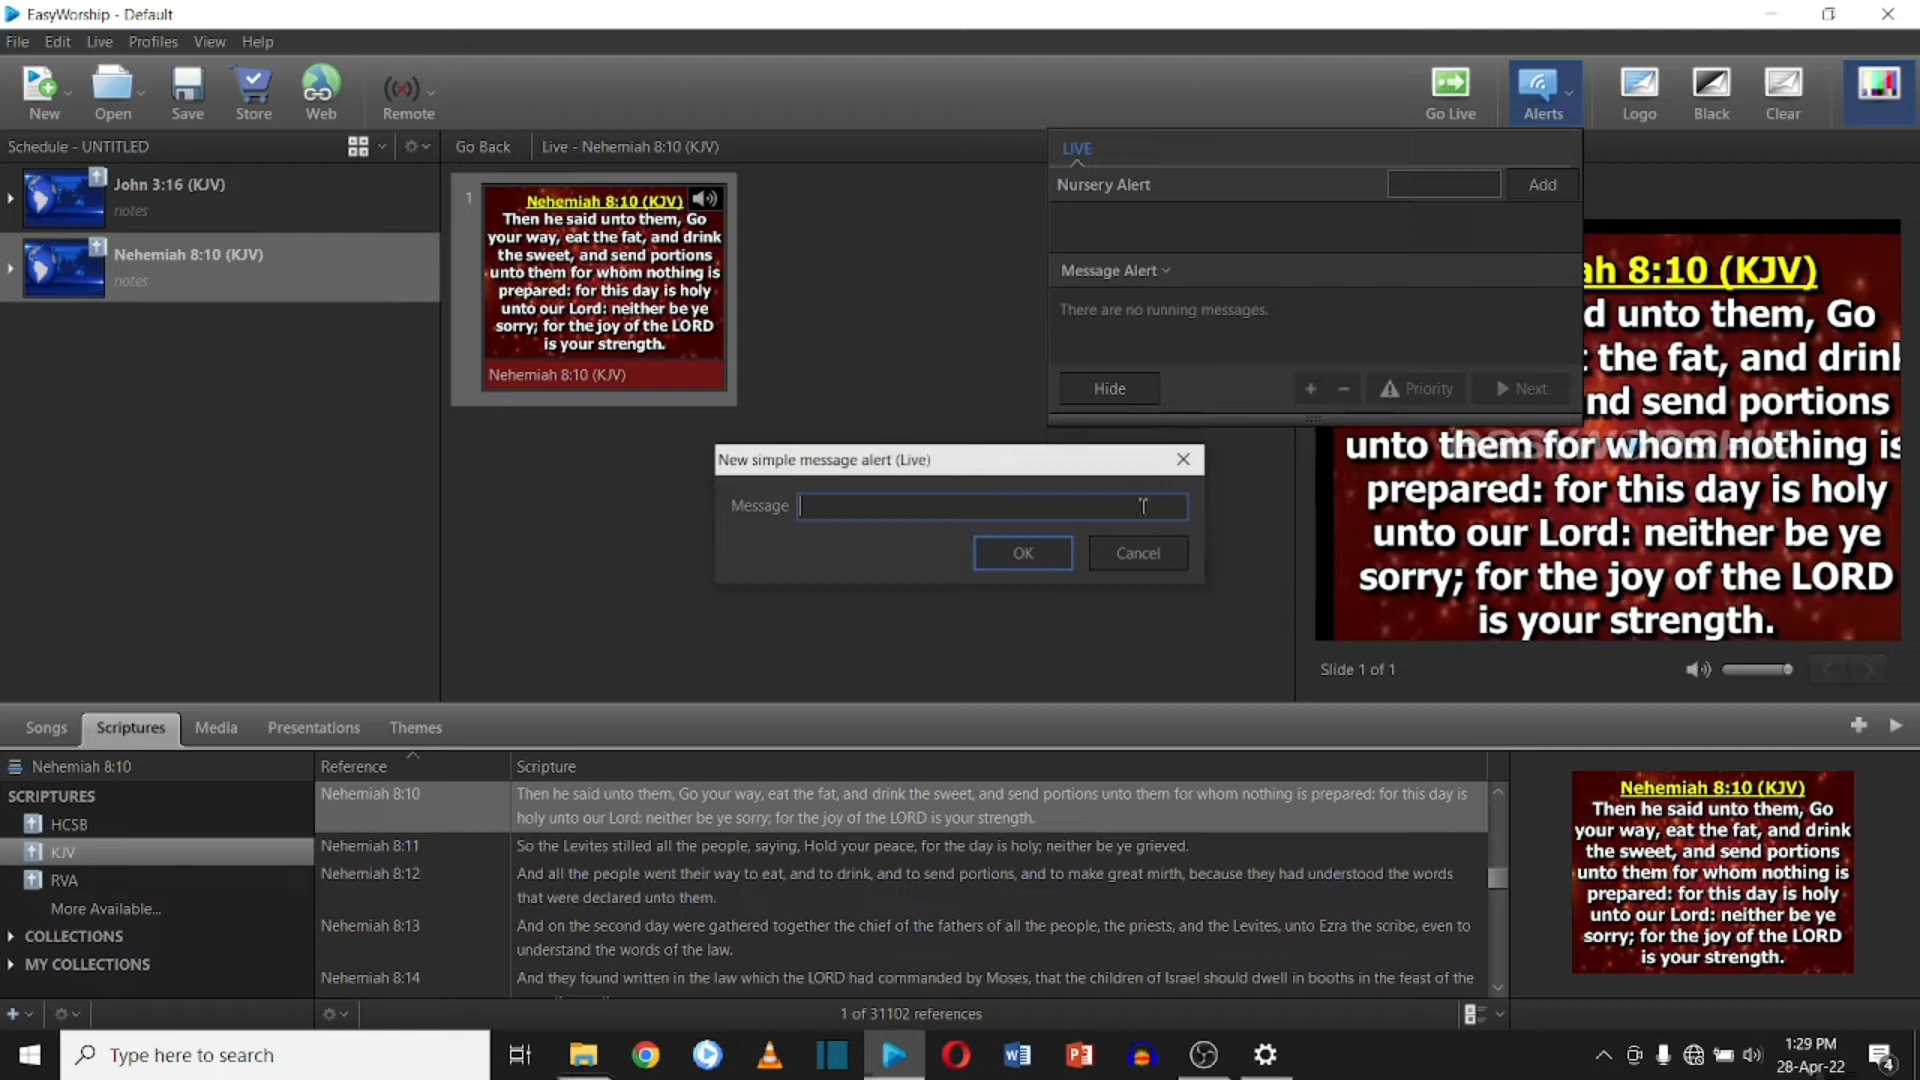 EasyWorship - Default
File Edit Live Profiles View Help
New Open Save Store Web Remote Go Live Alerts Logo Black Clear
Schedule - UNTITLED
Go Back Live - Nehemiah 8:10 (KJV)
John 3:16 (KJV)
notes
Nehemiah 8:10 (KJV)
notes
1
Nehemiah 8:10 (KJV)
Then he said unto them, Go
your way, eat the fat, and drink
the sweet, and send portions
unto them for whom nothing is
prepared: for this day is holy
unto our Lord: neither be ye
sorry; for the joy of the LORD
is your strength.
Nehemiah 8:10 (KJV)
LIVE
Nursery Alert Add
Message Alert
There are no running messages.
Hide + - Priority Next
ah 8:10 (KJV)
d unto them, Go
the fat, and drink
nd send portions
unto them for whom nothing is
prepared: for this day is holy
unto our Lord: neither be ye
sorry; for the joy of the LORD
is your strength.
Slide 1 of 1
New simple message alert (Live)
Message
OK Cancel
Songs Scriptures Media Presentations Themes
Nehemiah 8:10
SCRIPTURES
HCSB
KJV
RVA
More Available...
COLLECTIONS
MY COLLECTIONS
Reference Scripture
Nehemiah 8:10 Then he said unto them, Go your way, eat the fat, and drink the sweet, and send portions unto them for whom nothing is prepared: for this day is
holy unto our Lord: neither be ye sorry; for the joy of the LORD is your strength.
Nehemiah 8:11 So the Levites stilled all the people, saying, Hold your peace, for the day is holy; neither be ye grieved.
Nehemiah 8:12 And all the people went their way to eat, and to drink, and to send portions, and to make great mirth, because they had understood the words
that were declared unto them.
Nehemiah 8:13 And on the second day were gathered together the chief of the fathers of all the people, the priests, and the Levites, unto Ezra the scribe, even to
understand the words of the law.
Nehemiah 8:14 And they found written in the law which the LORD had commanded by Moses, that the children of Israel should dwell in booths in the feast of the
1 of 31102 references
Nehemiah 8:10 (KJV)
Then he said unto them, Go
your way, eat the fat, and drink
the sweet, and send portions
unto them for whom nothing is
prepared: for this day is holy
unto our Lord: neither be ye
sorry; for the joy of the LORD
is your strength.
Type here to search
1:29 PM
28-Apr-22
4